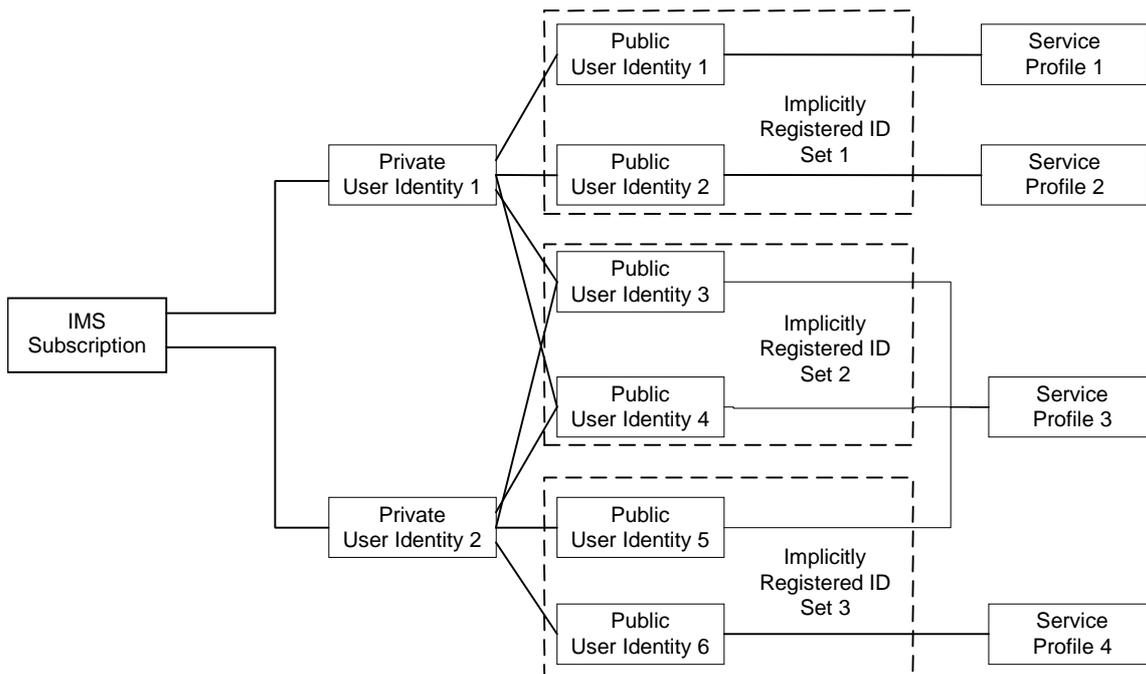 IMS
Subscription
Private
User Identity 1
Private
User Identity 2
Public
User Identity 1
Public
User Identity 2
Implicitly
Registered ID
Set 1
Public
User Identity 3
Public
User Identity 4
Implicitly
Registered ID
Set 2
Public
User Identity 5
Public
User Identity 6
Implicitly
Registered ID
Set 3
Service
Profile 1
Service
Profile 2
Service
Profile 3
Service
Profile 4